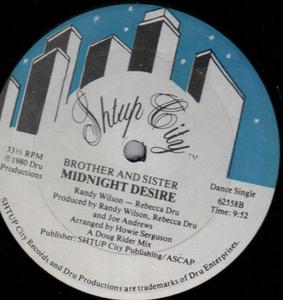 Shtup City
TM
33⅓ RPM
℗1980 Dru
Productions
BROTHER AND SISTER
MIDNIGHT DESIRE
Randy Wilson — Rebecca Dru
Produced by Randy Wilson, Rebecca Dru
and Joe Andrews
Arranged by Howie Ferguson
A Doug Rider Mix
Publisher: SHTUP City Publishing/ASCAP
Dance Single
62558B
Time: 9:52
SHTUP City Records and Dru Productions are trademarks of Dru Enterprises.